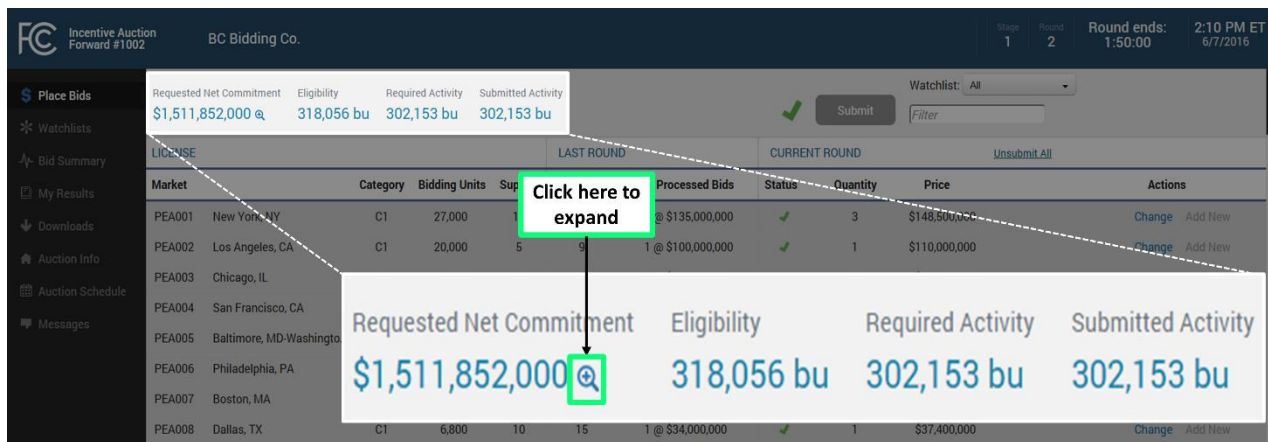 FCC Incentive Auction
Forward #1002
BC Bidding Co.
Stage
1
Round
2
Round ends:
1:50:00
2:10 PM ET
6/7/2016
Place Bids
Watchlists
Bid Summary
My Results
Downloads
Auction Info
Auction Schedule
Messages
Requested Net Commitment Eligibility Required Activity Submitted Activity
$1,511,852,000 318,056 bu 302,153 bu 302,153 bu
Submit
Watchlist: All
Filter
LICENSE LAST ROUND CURRENT ROUND Unsubmit All
Market Category Bidding Units Processed Bids Status Quantity Price Actions
Click here to
expand
PEA001 New York, NY C1 27,000 @ $135,000,000 3 $148,500,000 Change Add New
PEA002 Los Angeles, CA C1 20,000 5 1 @ $100,000,000 1 $110,000,000 Change Add New
PEA003 Chicago, IL
PEA004 San Francisco, CA
PEA005 Baltimore, MD-Washingto
PEA006 Philadelphia, PA
PEA007 Boston, MA
Requested Net Commitment Eligibility Required Activity Submitted Activity
$1,511,852,000 318,056 bu 302,153 bu 302,153 bu
PEA008 Dallas, TX C1 6,800 10 15 1 @ $34,000,000 1 $37,400,000 Change Add New